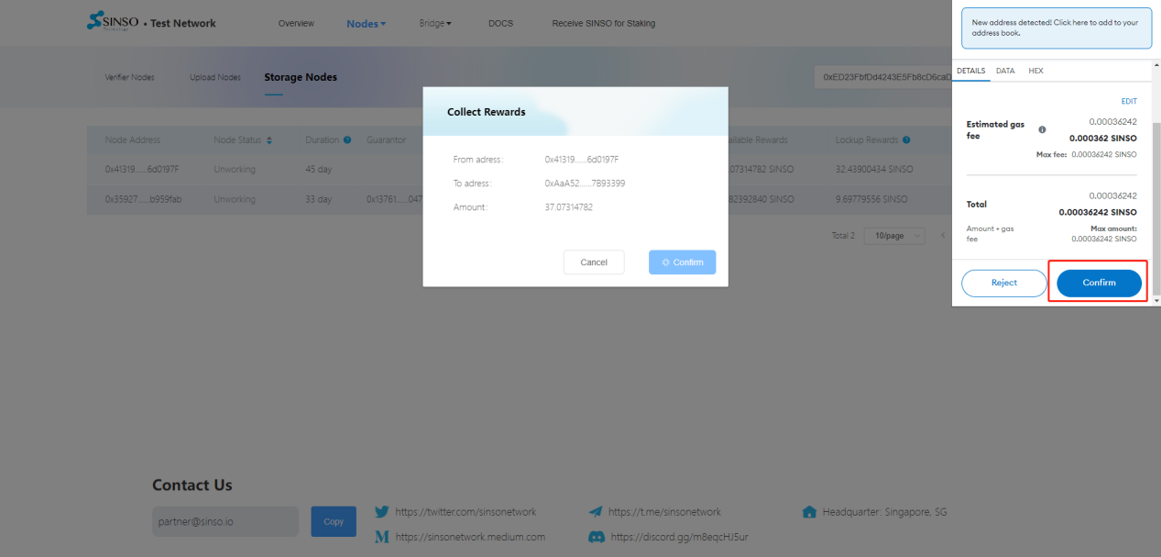 SINSO • Test Network
Technology
Overview
Nodes
Bridge
DOCS
Receive SINSO for Staking
Verifier Nodes
Upload Nodes
Storage Nodes
0xED23FbfDd4243E5Fb8cD6caD
Node Address
Node Status
Duration
Guarantor
ailable Rewards
Lockup Rewards
0x41319......6d0197F
Unworking
45 day
07314782 SINSO
32.43900434 SINSO
0x35927......b959fab
Unworking
33 day
0x13761......047
82392840 SINSO
9.69779556 SINSO
Total 2
10/page
Collect Rewards
From adress:
0x41319......6d0197F
To adress:
0xAaA52......7893399
Amount:
37.07314782
Cancel
Confirm
New address detected! Click here to add to your
address book.
DETAILS
DATA
HEX
EDIT
Estimated gas
fee
0.00036242
0.000362 SINSO
Max fee: 0.00036242 SINSO
Total
0.00036242
0.00036242 SINSO
Amount + gas
fee
Max amount:
0.00036242 SINSO
Reject
Confirm
Contact Us
partner@sinso.io
Copy
https://twitter.com/sinsonetwork
https://t.me/sinsonetwork
Headquarter: Singapore, SG
https://sinsonetwork.medium.com
https://discord.gg/m8eqcHJ5ur